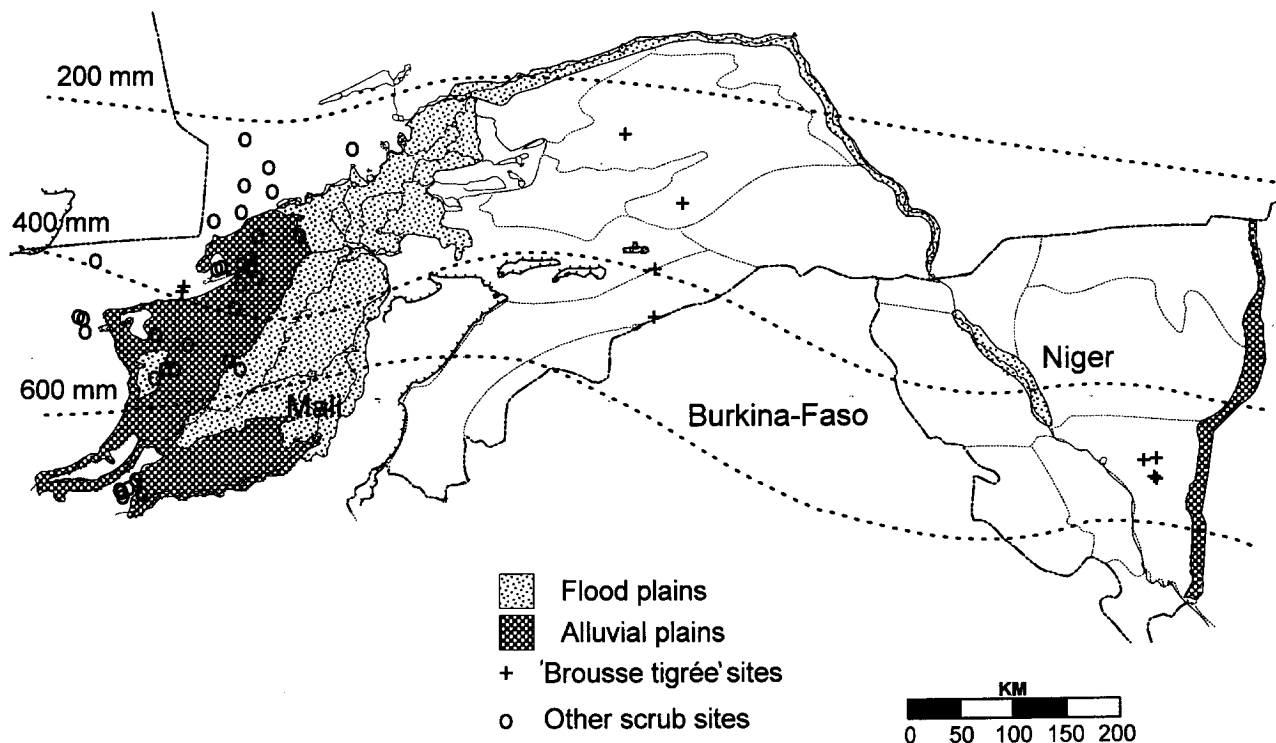 200 mm
400 mm
600 mm
Mali
Burkina-Faso
Niger
Flood plains
Alluvial plains
'Brousse tigrée' sites
Other scrub sites
KM
0 50 100 150 200